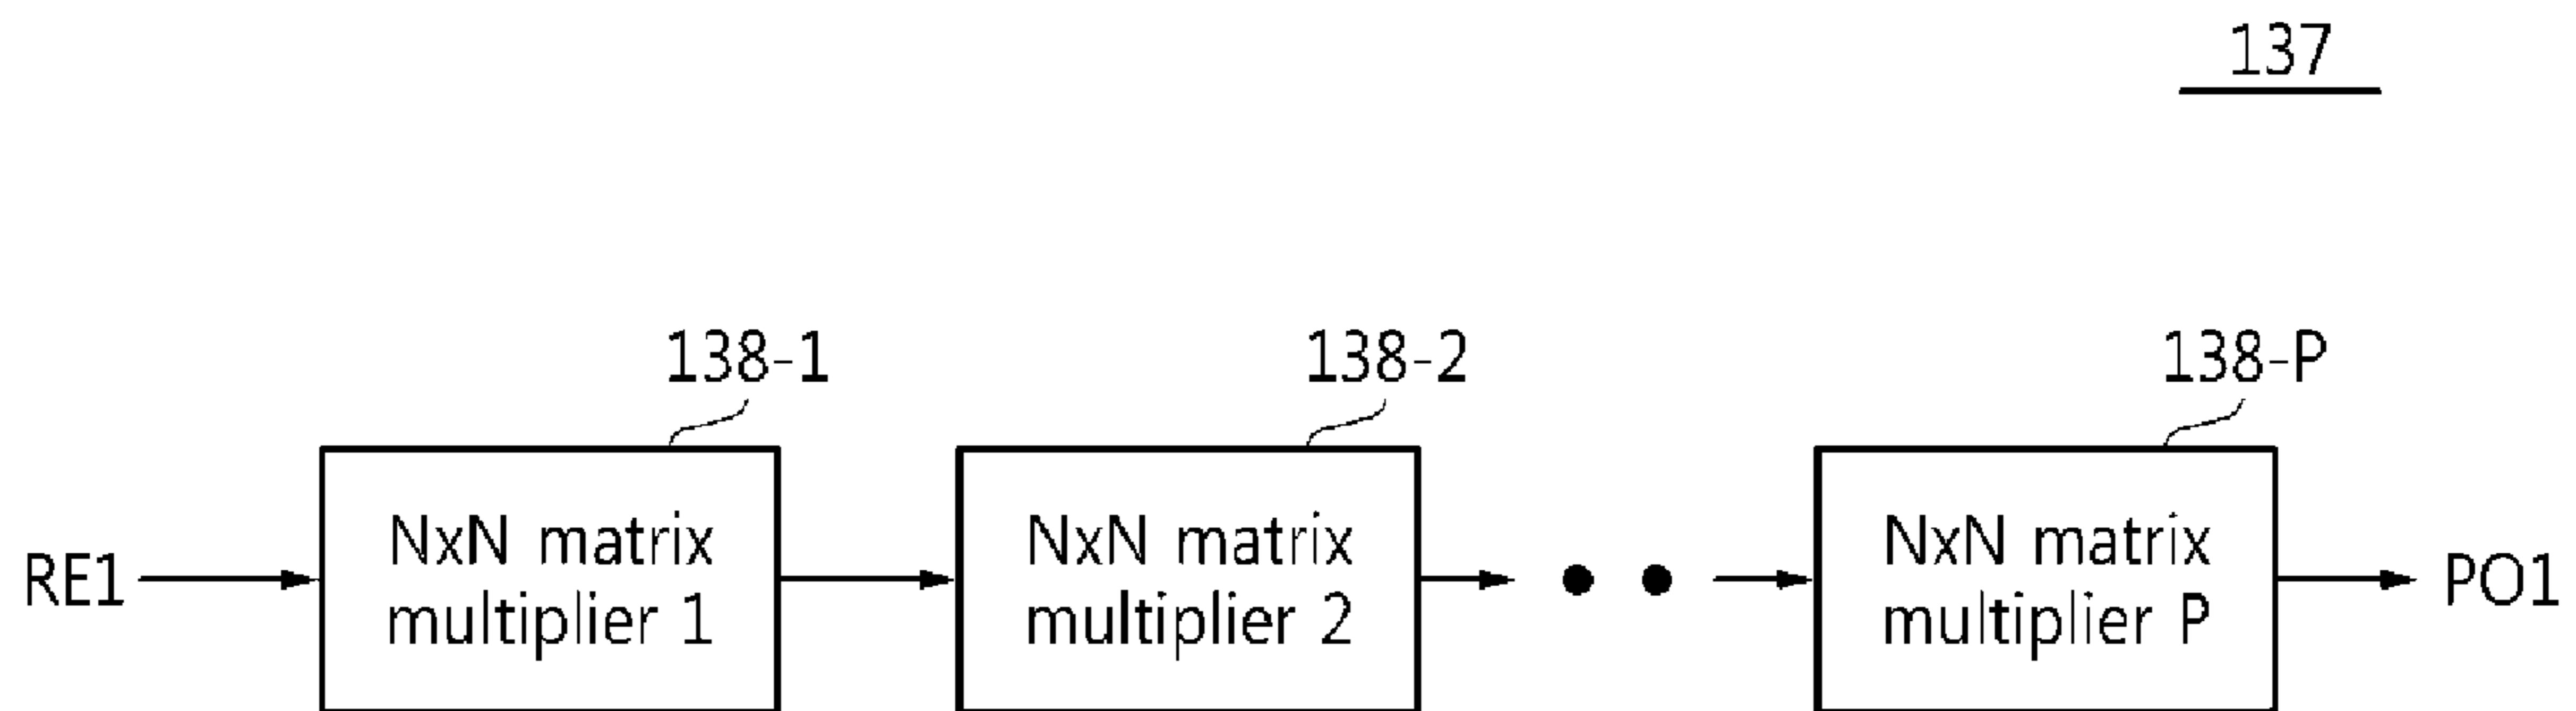 137
138-1
138-2
138-P
RE1
NxN matrix
multiplier 1
NxN matrix
multiplier 2
NxN matrix
multiplier P
PO1